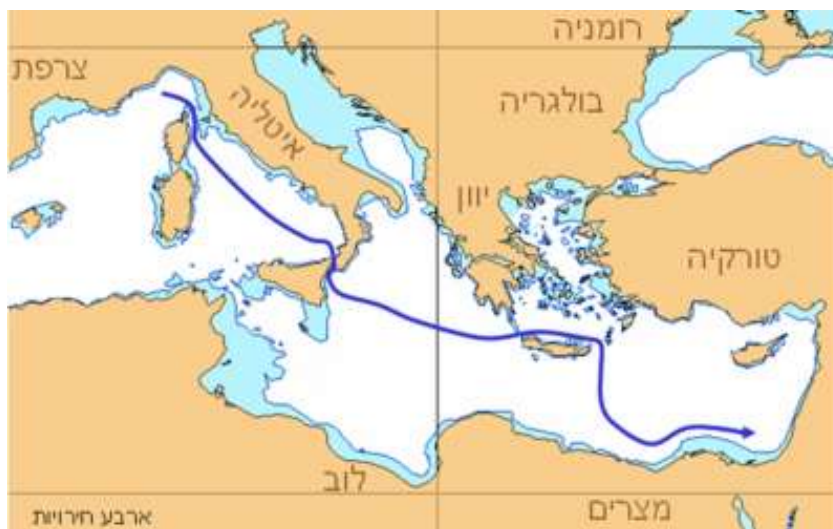 רומניה
צרפת
בולגריה
איטליה
יוון
טורקיה
לוב
מצרים
ארבע חירויות